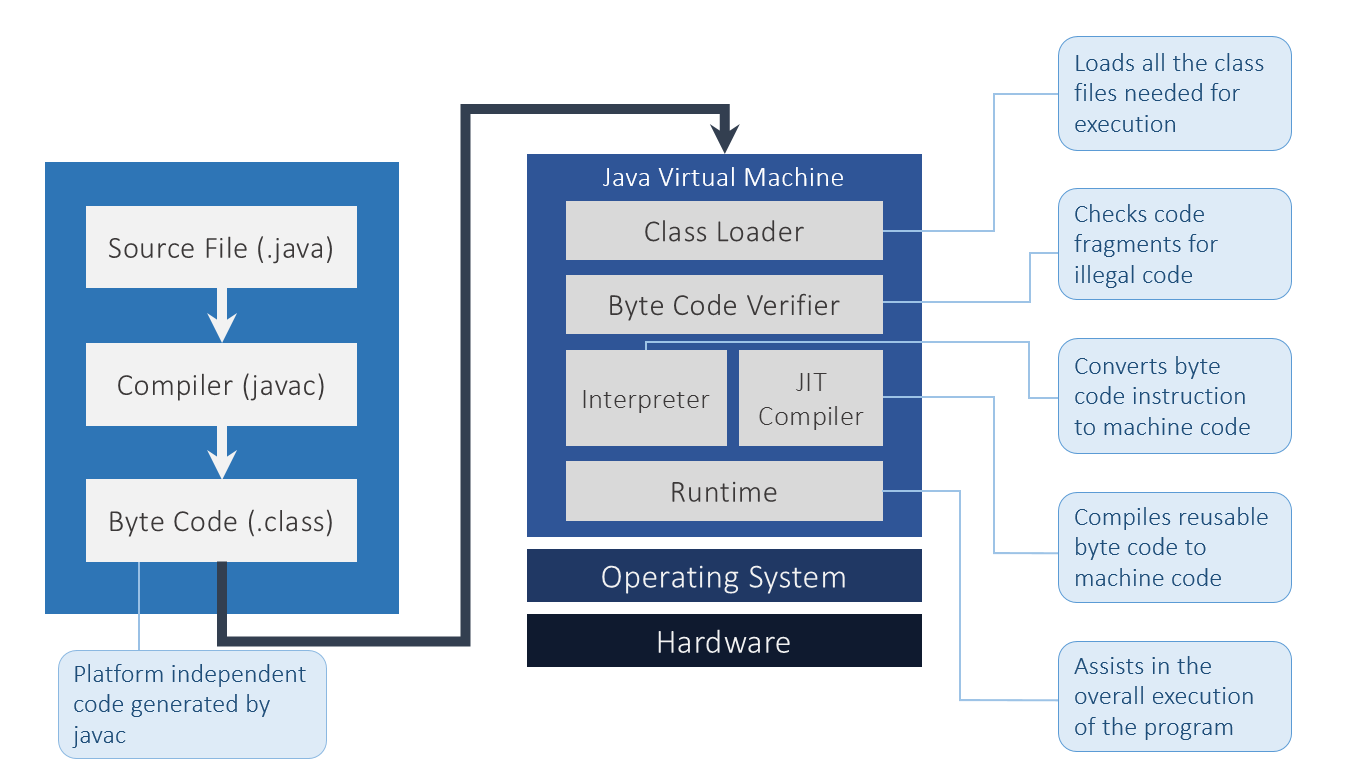 Source File (.java)
Compiler (javac)
Byte Code (.class)
Platform independent
code generated by
javac
Java Virtual Machine
Class Loader
Byte Code Verifier
Interpreter
JIT
Compiler
Runtime
Operating System
Hardware
Loads all the class
files needed for
execution
Checks code
fragments for
illegal code
Converts byte
code instruction
to machine code
Compiles reusable
byte code to
machine code
Assists in the
overall execution
of the program